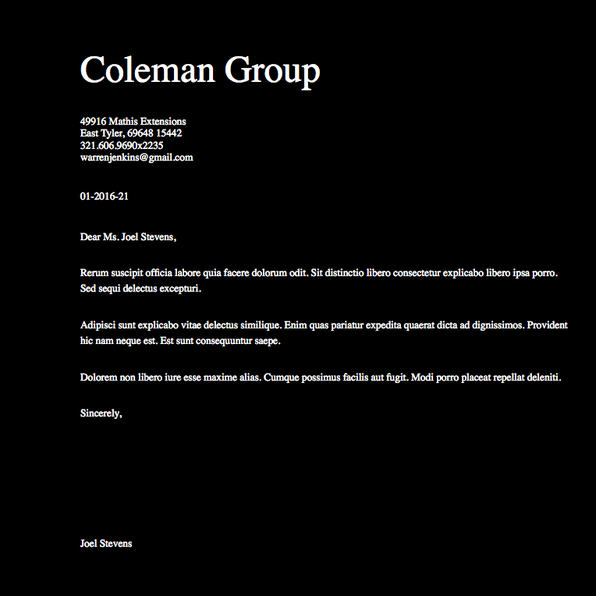 Coleman Group
49916 Mathis Extensions
East Tyler, 69648 15442
321.606.9690x2235
warrenjenkins@gmail.com
01-2016-21
Dear Ms. Joel Stevens,
Rerum suscipit officia labore quia facere dolorum odit. Sit distinctio libero consectetur explicabo libero ipsa porro.
Sed sequi delectus excepturi.
Adipisci sunt explicabo vitae delectus similique. Enim quas pariatur expedita quaerat dicta ad dignissimos. Provident
hic nam neque est. Est sunt consequuntur saepe.
Dolorem non libero iure esse maxime alias. Cumque possimus facilis aut fugit. Modi porro placeat repellat deleniti.
Sincerely,
Joel Stevens